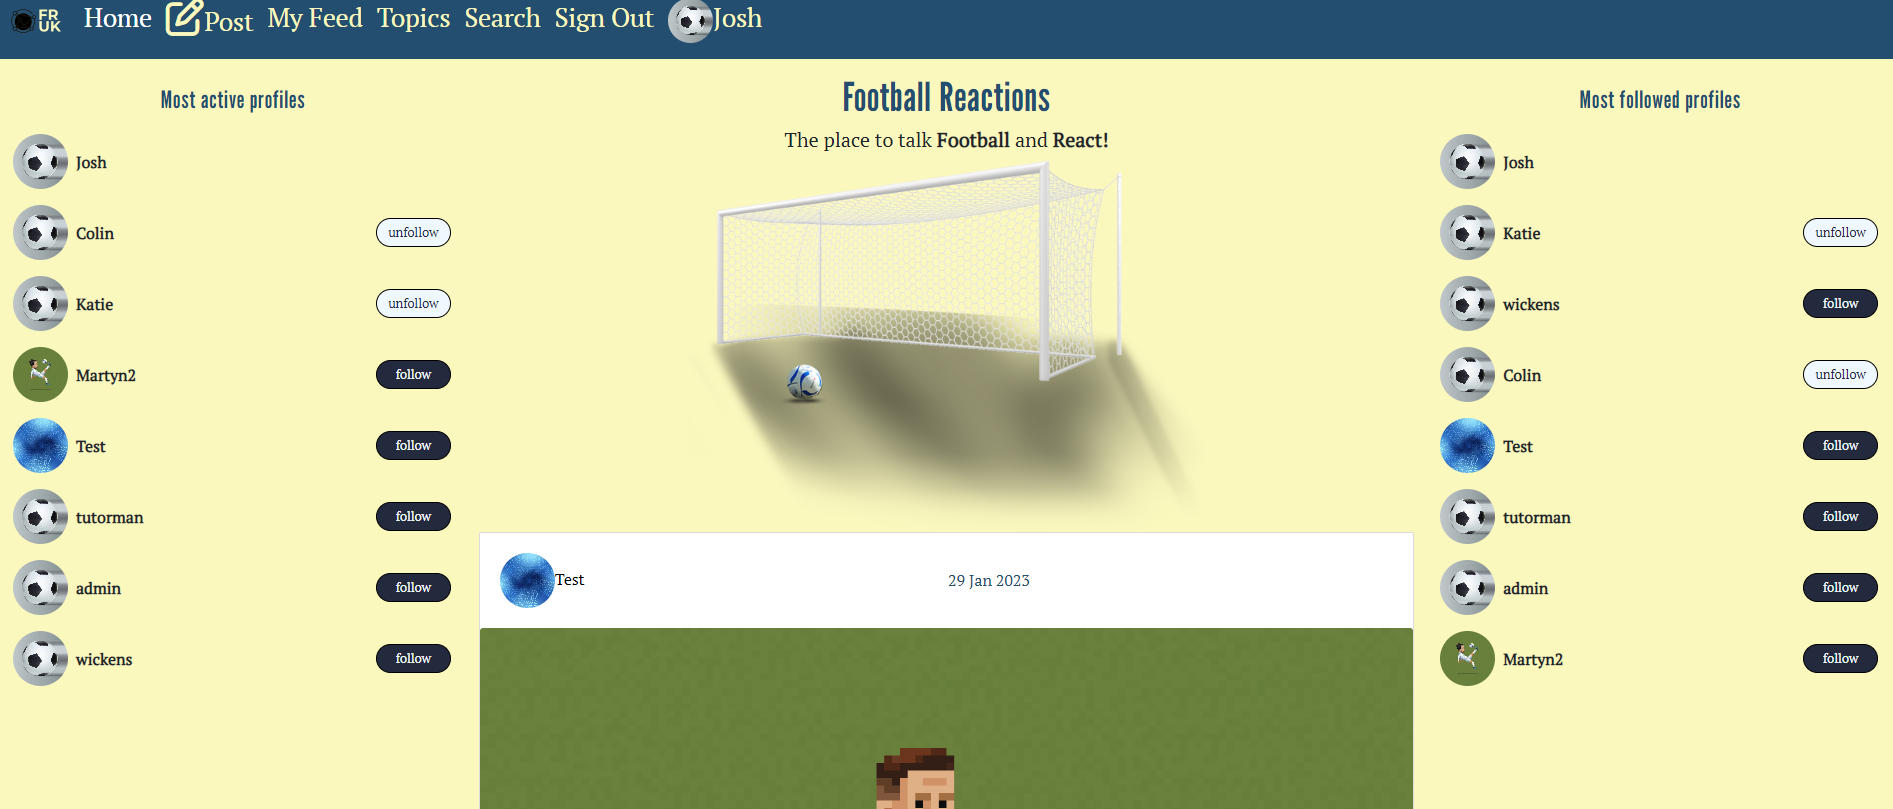 FR
UK
Home Post My Feed Topics Search Sign Out Josh
Most active profiles
Josh
Colin unfollow
Katie unfollow
Martyn2 follow
Test follow
tutorman follow
admin follow
wickens follow
Football Reactions
The place to talk Football and React!
Test 29 Jan 2023
Most followed profiles
Josh
Katie unfollow
wickens follow
Colin unfollow
Test follow
tutorman follow
admin follow
Martyn2 follow